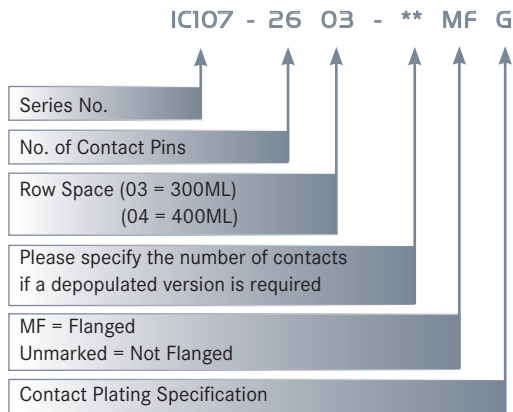 IC107 - 26 03 - ** MF G
Series No.
No. of Contact Pins
Row Space (03 = 300ML)
(04 = 400ML)
Please specify the number of contacts
if a depopulated version is required
MF = Flanged
Unmarked = Not Flanged
Contact Plating Specification